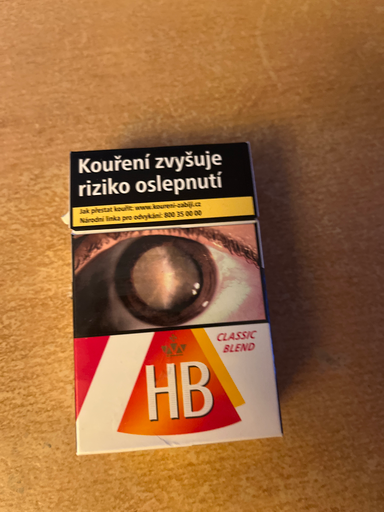 Kouření zvyšuje
riziko oslepnutí
Jak přestat kouřit: www.koureni-zabiji.cz
Národní linka pro odvykání: 800 35 00 00
CLASSIC
BLEND
HB